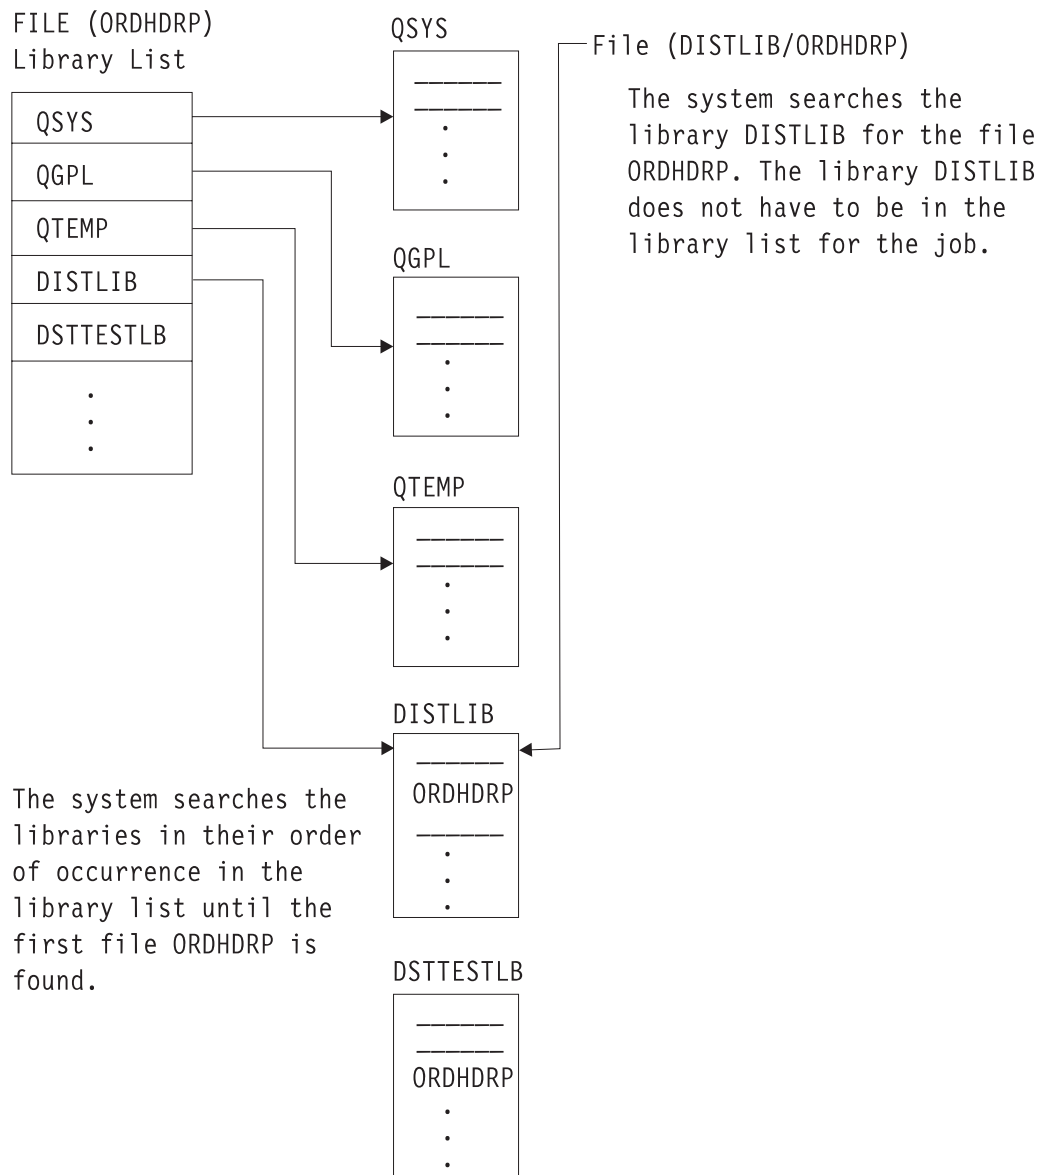 FILE (ORDHDRP)
Library List
QSYS
QGPL
QTEMP
DISTLIB
DSTTESTLB
The system searches the
libraries in their order
of occurrence in the
library list until the
first file ORDHDRP is
found.
QSYS
QGPL
QTEMP
DISTLIB
ORDHDRP
DSTTESTLB
ORDHDRP
File (DISTLIB/ORDHDRP)
The system searches the
library DISTLIB for the file
ORDHDRP. The library DISTLIB
does not have to be in the
library list for the job.